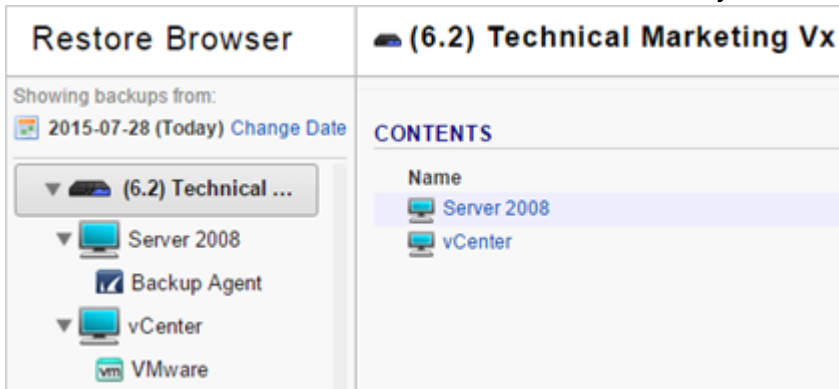 Restore Browser
Showing backups from:
2015-07-28 (Today) Change Date
(6.2) Technical ...
Server 2008
Backup Agent
vCenter
vm VMware
(6.2) Technical Marketing Vx
CONTENTS
Name
Server 2008
vCenter